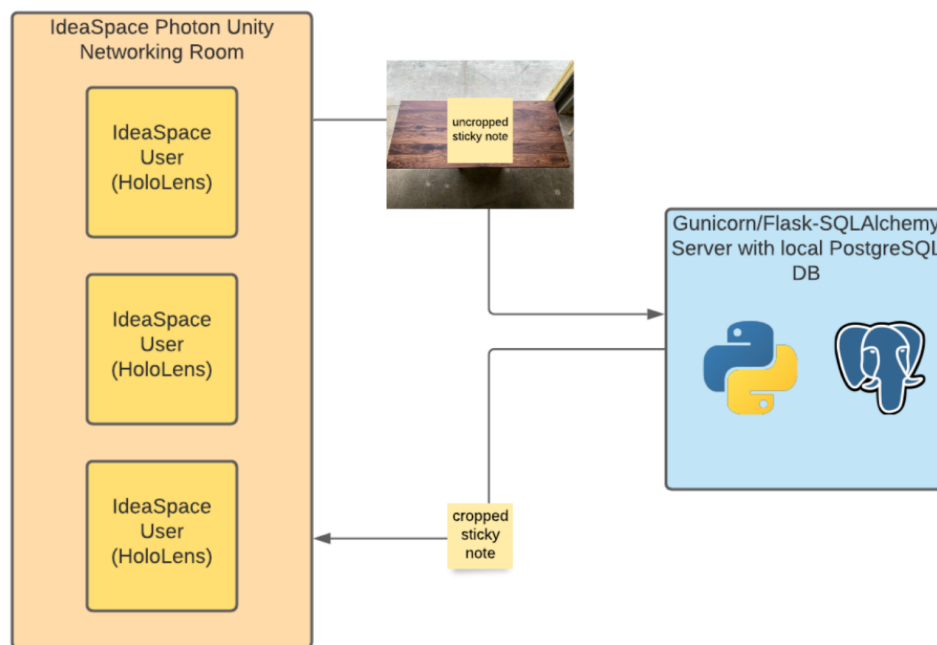 IdeaSpace Photon Unity
Networking Room
IdeaSpace
User
(HoloLens)
uncropped
sticky note
Gunicorn/Flask-SQLAlchemy
Server with local PostgreSQL
DB
IdeaSpace
User
(HoloLens)
IdeaSpace
User
(HoloLens)
cropped
sticky
note